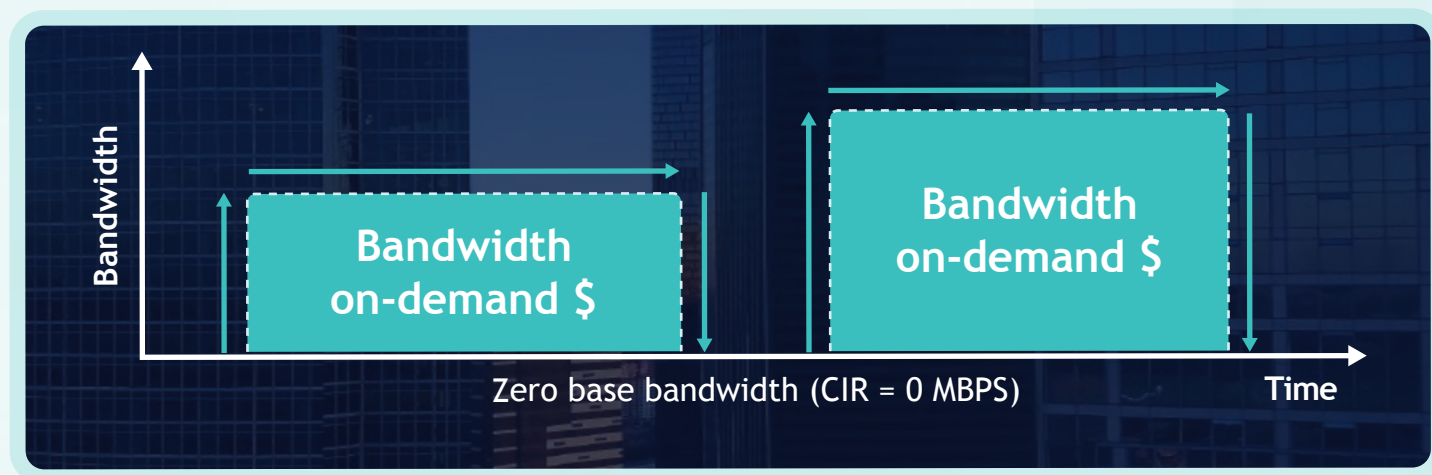 Bandwidth
Bandwidth
on-demand $
Bandwidth
on-demand $
Zero base bandwidth (CIR = 0 MBPS)
Time